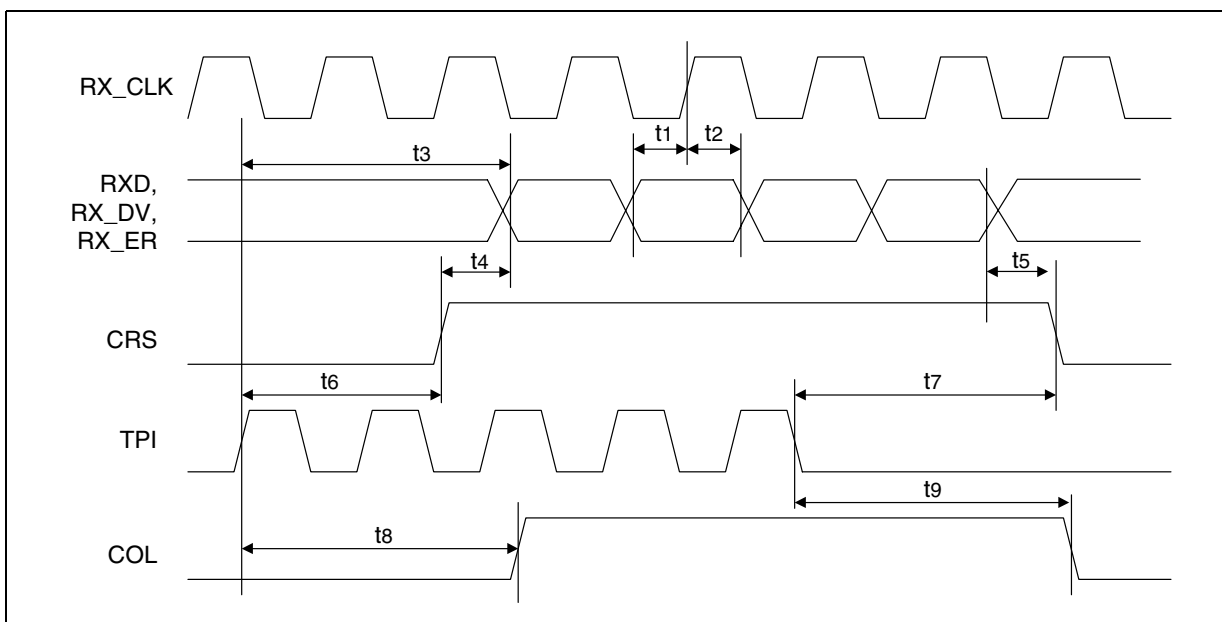 RX_CLK
t1
t2
t3
RXD,
RX_DV,
RX_ER
t4
t5
CRS
t6
t7
TPI
t9
t8
COL